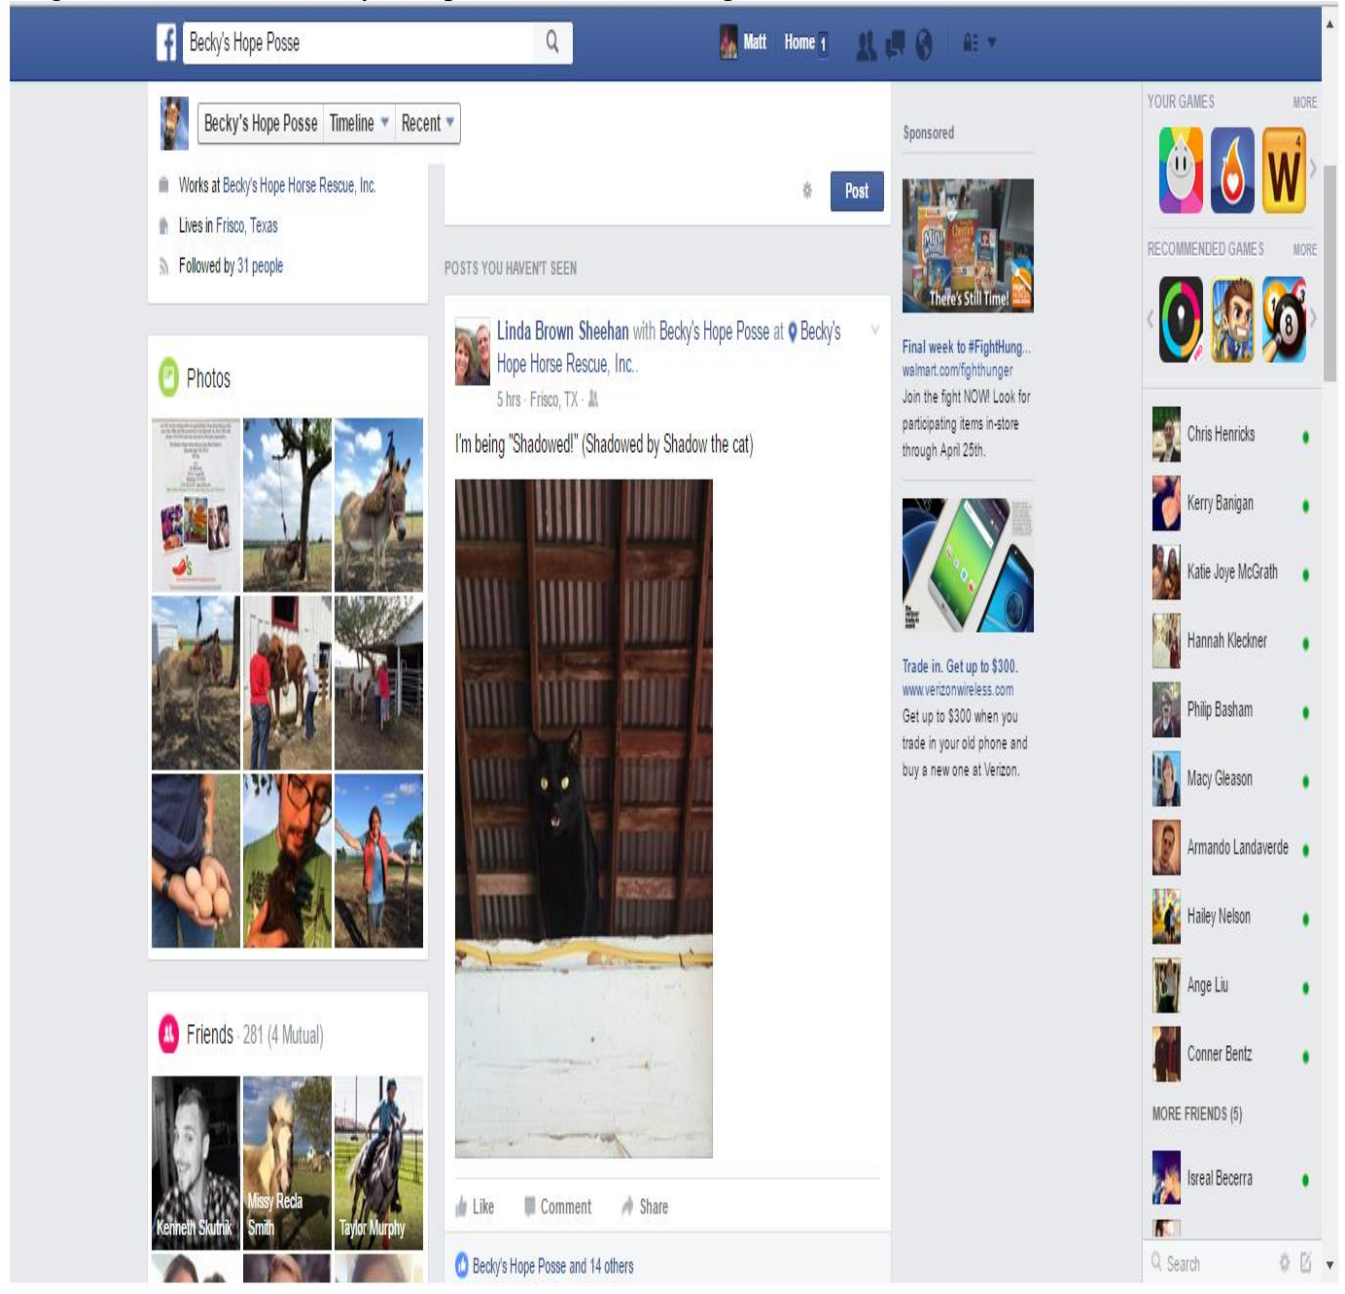 Becky's Hope Posse
Matt Home 1
Becky's Hope Posse Timeline Recent
Works at Becky's Hope Horse Rescue, Inc.
Lives in Frisco, Texas
Followed by 31 people
Photos
Friends · 281 (4 Mutual)
Kenneth Skutnik
Missy Recla
Smith
Taylor Murphy
Post
POSTS YOU HAVEN'T SEEN
Linda Brown Sheehan with Becky's Hope Posse at Becky's
Hope Horse Rescue, Inc..
5 hrs · Frisco, TX ·
I'm being "Shadowed!" (Shadowed by Shadow the cat)
Like Comment Share
Becky's Hope Posse and 14 others
Sponsored
There's Still Time!
Final week to #FightHung...
walmart.com/fighthunger
Join the fight NOW! Look for
participating items in-store
through April 25th.
Trade in. Get up to $300.
www.verizonwireless.com
Get up to $300 when you
trade in your old phone and
buy a new one at Verizon.
YOUR GAMES MORE
W 4
RECOMMENDED GAMES MORE
8
Chris Henricks
Kerry Banigan
Katie Joye McGrath
Hannah Kleckner
Philip Basham
Macy Gleason
Armando Landaverde
Hailey Nelson
Ange Liu
Conner Bentz
MORE FRIENDS (5)
Isreal Becerra
Search